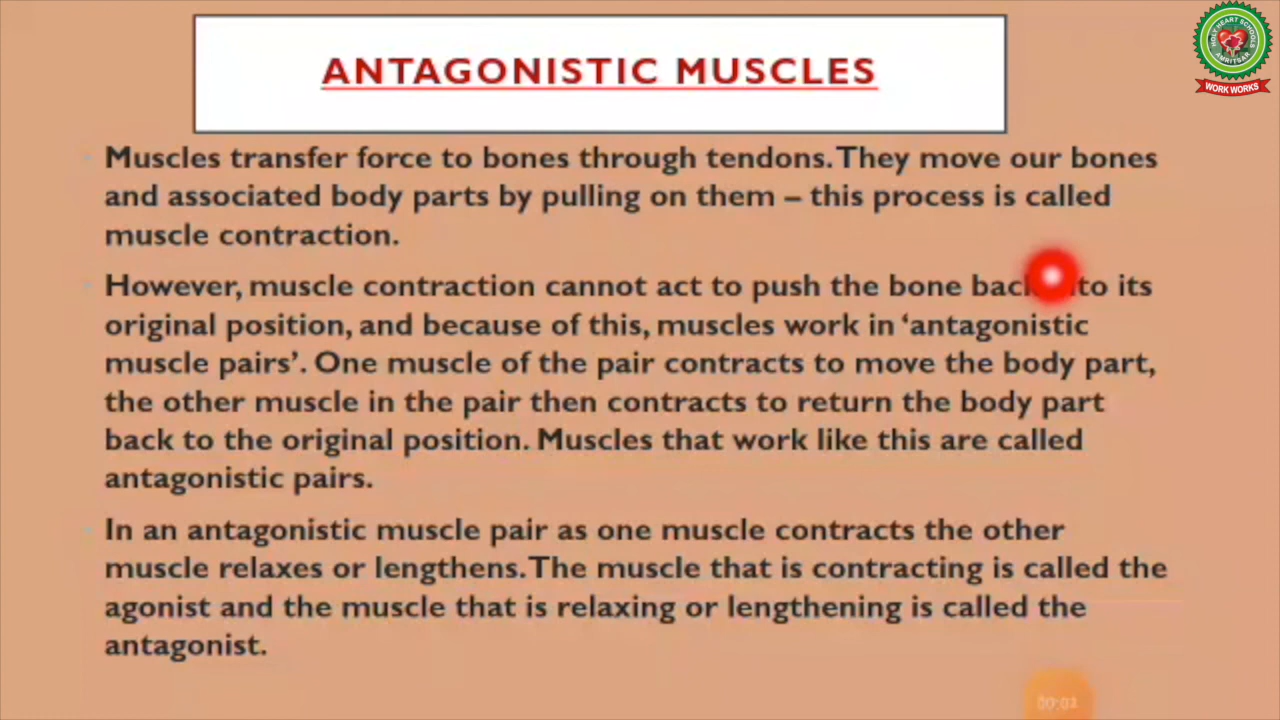 ANTAGONISTIC MUSCLES
HOLY HEART SCHOOLS
AMRITSAR
WORK WORKS
Muscles transfer force to bones through tendons. They move our bones
and associated body parts by pulling on them – this process is called
muscle contraction.
However, muscle contraction cannot act to push the bone back into its
original position, and because of this, muscles work in ‘antagonistic
muscle pairs’. One muscle of the pair contracts to move the body part,
the other muscle in the pair then contracts to return the body part
back to the original position. Muscles that work like this are called
antagonistic pairs.
In an antagonistic muscle pair as one muscle contracts the other
muscle relaxes or lengthens. The muscle that is contracting is called the
agonist and the muscle that is relaxing or lengthening is called the
antagonist.
00:03